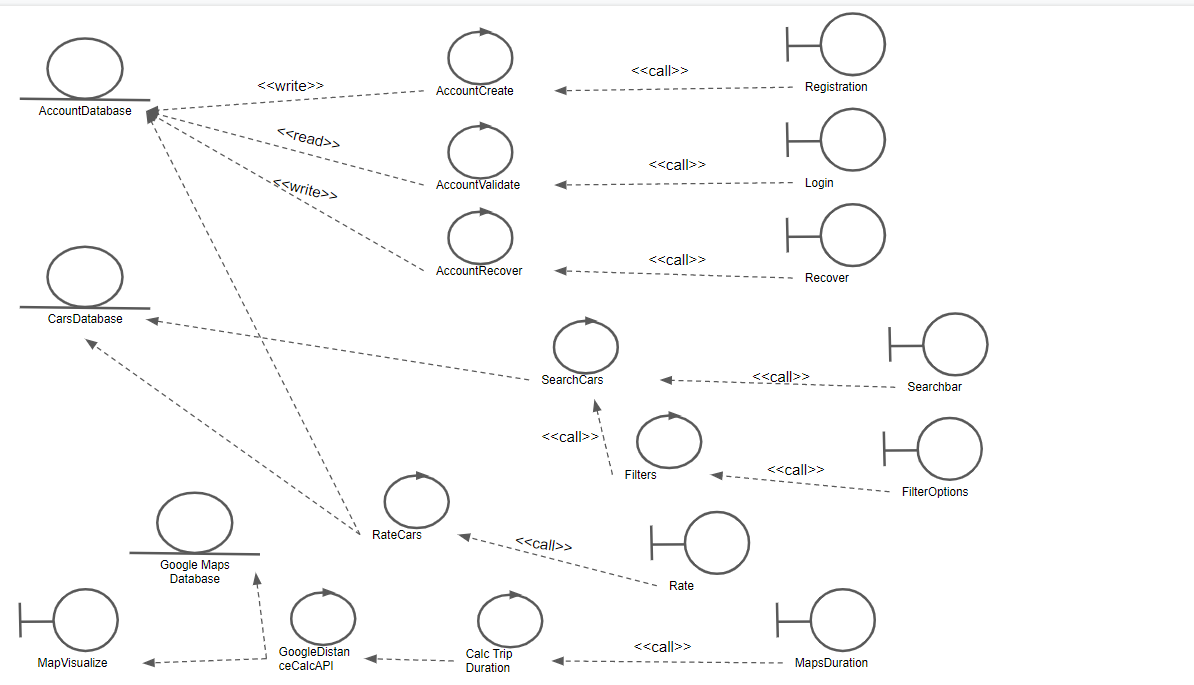 <<write>>
<<call>>
AccountDatabase
AccountCreate
Registration
<<read>>
<<call>>
AccountValidate
Login
<<write>>
<<call>>
AccountRecover
Recover
CarsDatabase
SearchCars
<<call>>
Searchbar
<<call>>
Filters
<<call>>
FilterOptions
RateCars
<<call>>
Rate
Google Maps
Database
MapVisualize
GoogleDistan
ceCalcAPI
Calc Trip
Duration
<<call>>
MapsDuration